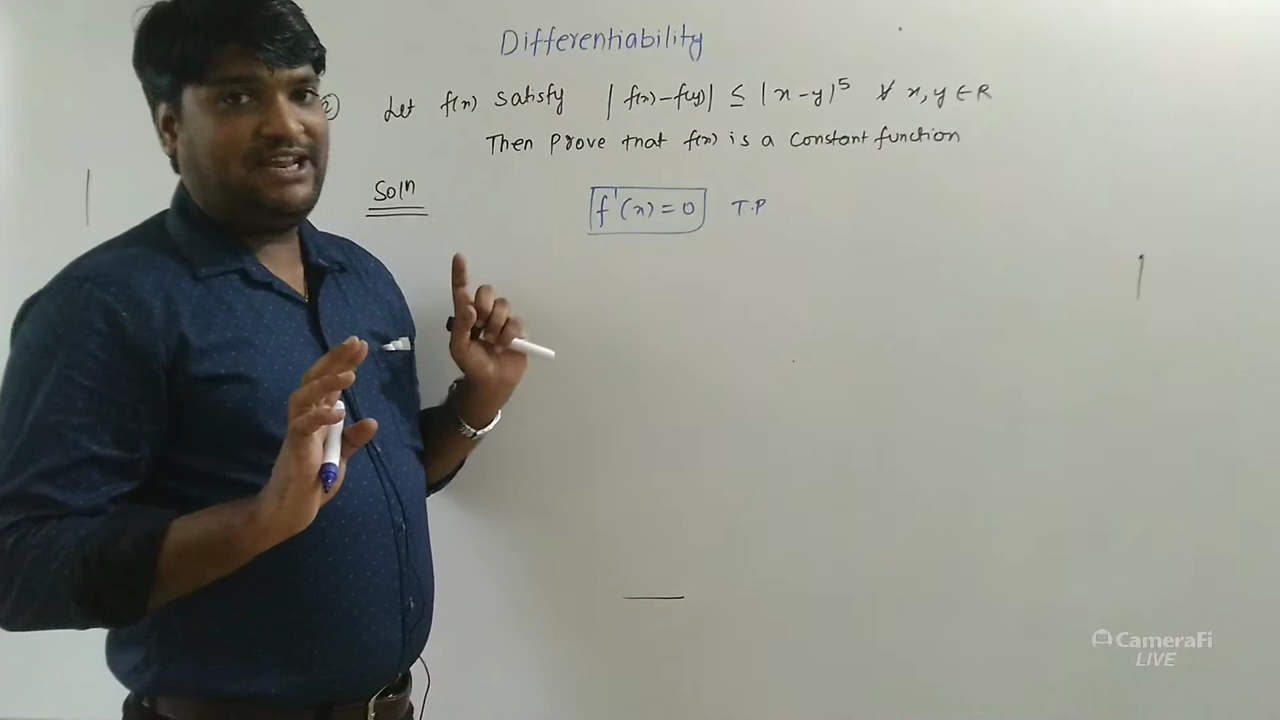 Differentiability
2) Let f(x) satisfy |f(x)-f(y)| ≤ |x-y|⁵ ∀ x, y ∈ R
Then Prove that f(x) is a Constant function
Soln
f'(x) = 0 T.P
CameraFi
LIVE